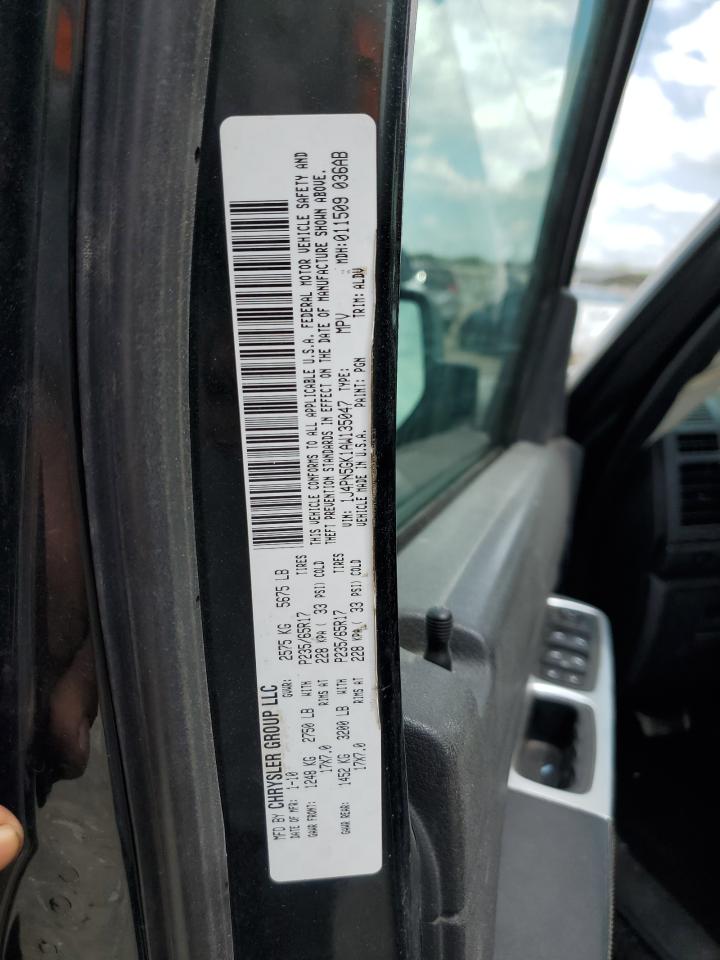 MFD BY CHRYSLER GROUP LLC
DATE OF MFR: 1-10 GVWR: 2575 KG 5675 LB
GAWR FRONT: 1248 KG 2750 LB WITH P235/65R17 TIRES
RIMS AT
17X7.0 228 KPA ( 33 PSI) COLD
GAWR REAR: 1452 KG 3200 LB WITH P235/65R17 TIRES
RIMS AT
17X7.0 228 KPA ( 33 PSI) COLD
THIS VEHICLE CONFORMS TO ALL APPLICABLE U.S.A. FEDERAL MOTOR VEHICLE SAFETY AND
THEFT PREVENTION STANDARDS IN EFFECT ON THE DATE OF MANUFACTURE SHOWN ABOVE.
VIN: 1J4PN5GK1AW135047 TYPE: MPV MDH:011509 036AB
VEHICLE MADE IN U.S.A. PAINT: PGN TRIM: ALDV